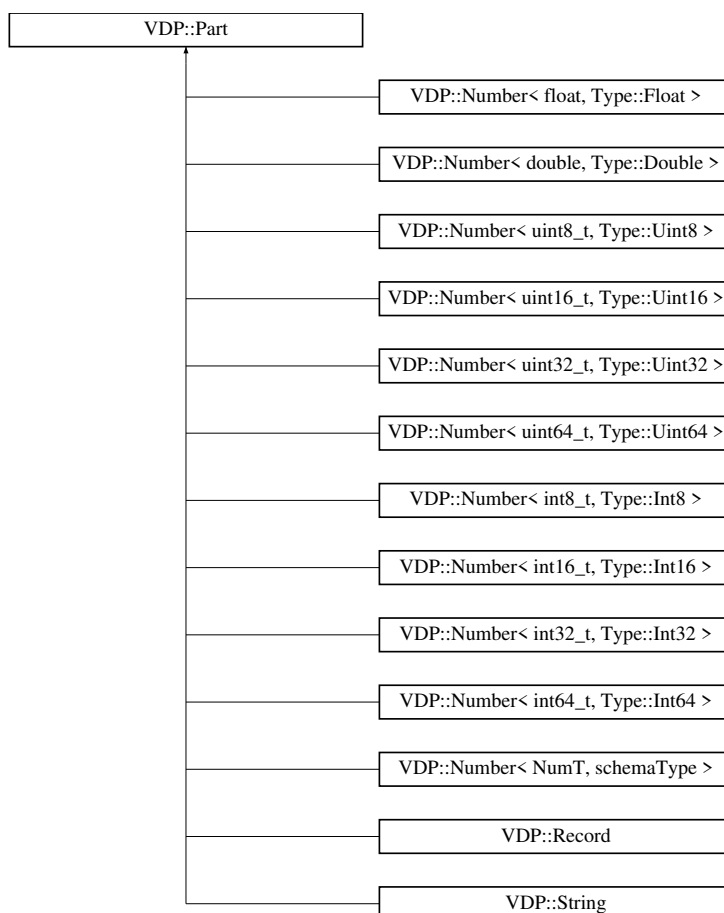 VDP::Part
VDP::Number< float, Type::Float >
VDP::Number< double, Type::Double >
VDP::Number< uint8_t, Type::Uint8 >
VDP::Number< uint16_t, Type::Uint16 >
VDP::Number< uint32_t, Type::Uint32 >
VDP::Number< uint64_t, Type::Uint64 >
VDP::Number< int8_t, Type::Int8 >
VDP::Number< int16_t, Type::Int16 >
VDP::Number< int32_t, Type::Int32 >
VDP::Number< int64_t, Type::Int64 >
VDP::Number< NumT, schemaType >
VDP::Record
VDP::String